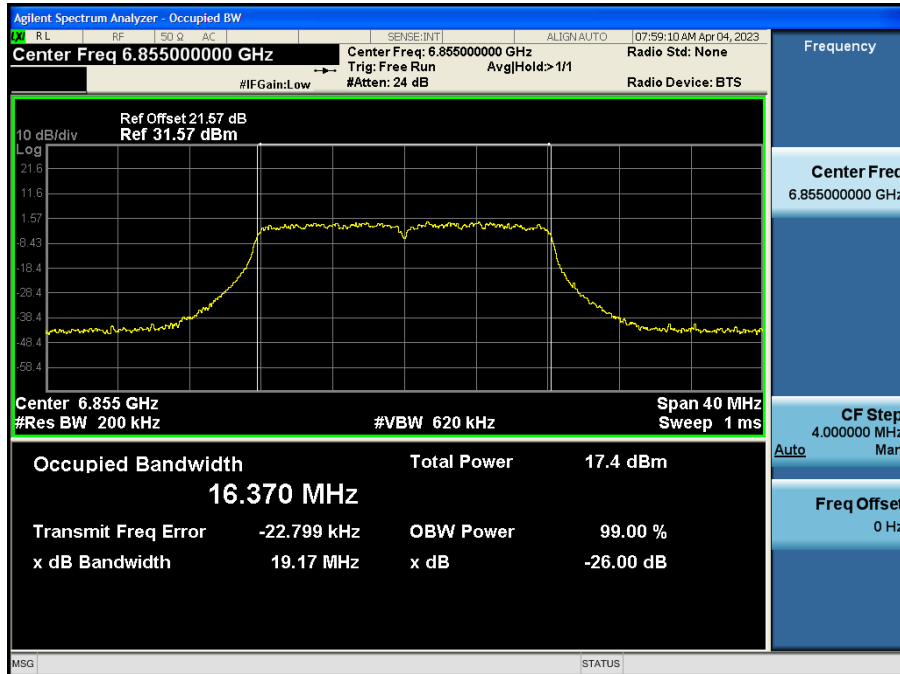 Agilent Spectrum Analyzer - Occupied BW
LXI RL RF 50 Ω AC SENSE:INT ALIGN AUTO 07:59:10 AM Apr 04, 2023
Center Freq 6.855000000 GHz
Center Freq: 6.855000000 GHz
Radio Std: None
Trig: Free Run
Avg|Hold:>1/1
#IFGain:Low
#Atten: 24 dB
Radio Device: BTS
Ref Offset 21.57 dB
10 dB/div
Ref 31.57 dBm
Log
21.6
11.6
1.57
-8.43
-18.4
-28.4
-38.4
-48.4
-58.4
Center 6.855 GHz
Span 40 MHz
#Res BW 200 kHz
#VBW 620 kHz
Sweep 1 ms
Occupied Bandwidth
16.370 MHz
Total Power 17.4 dBm
Transmit Freq Error -22.799 kHz
OBW Power 99.00 %
x dB Bandwidth 19.17 MHz
x dB -26.00 dB
MSG
STATUS
Frequency
Center Freq
6.855000000 GHz
CF Step
4.000000 MHz
Auto Man
Freq Offset
0 Hz